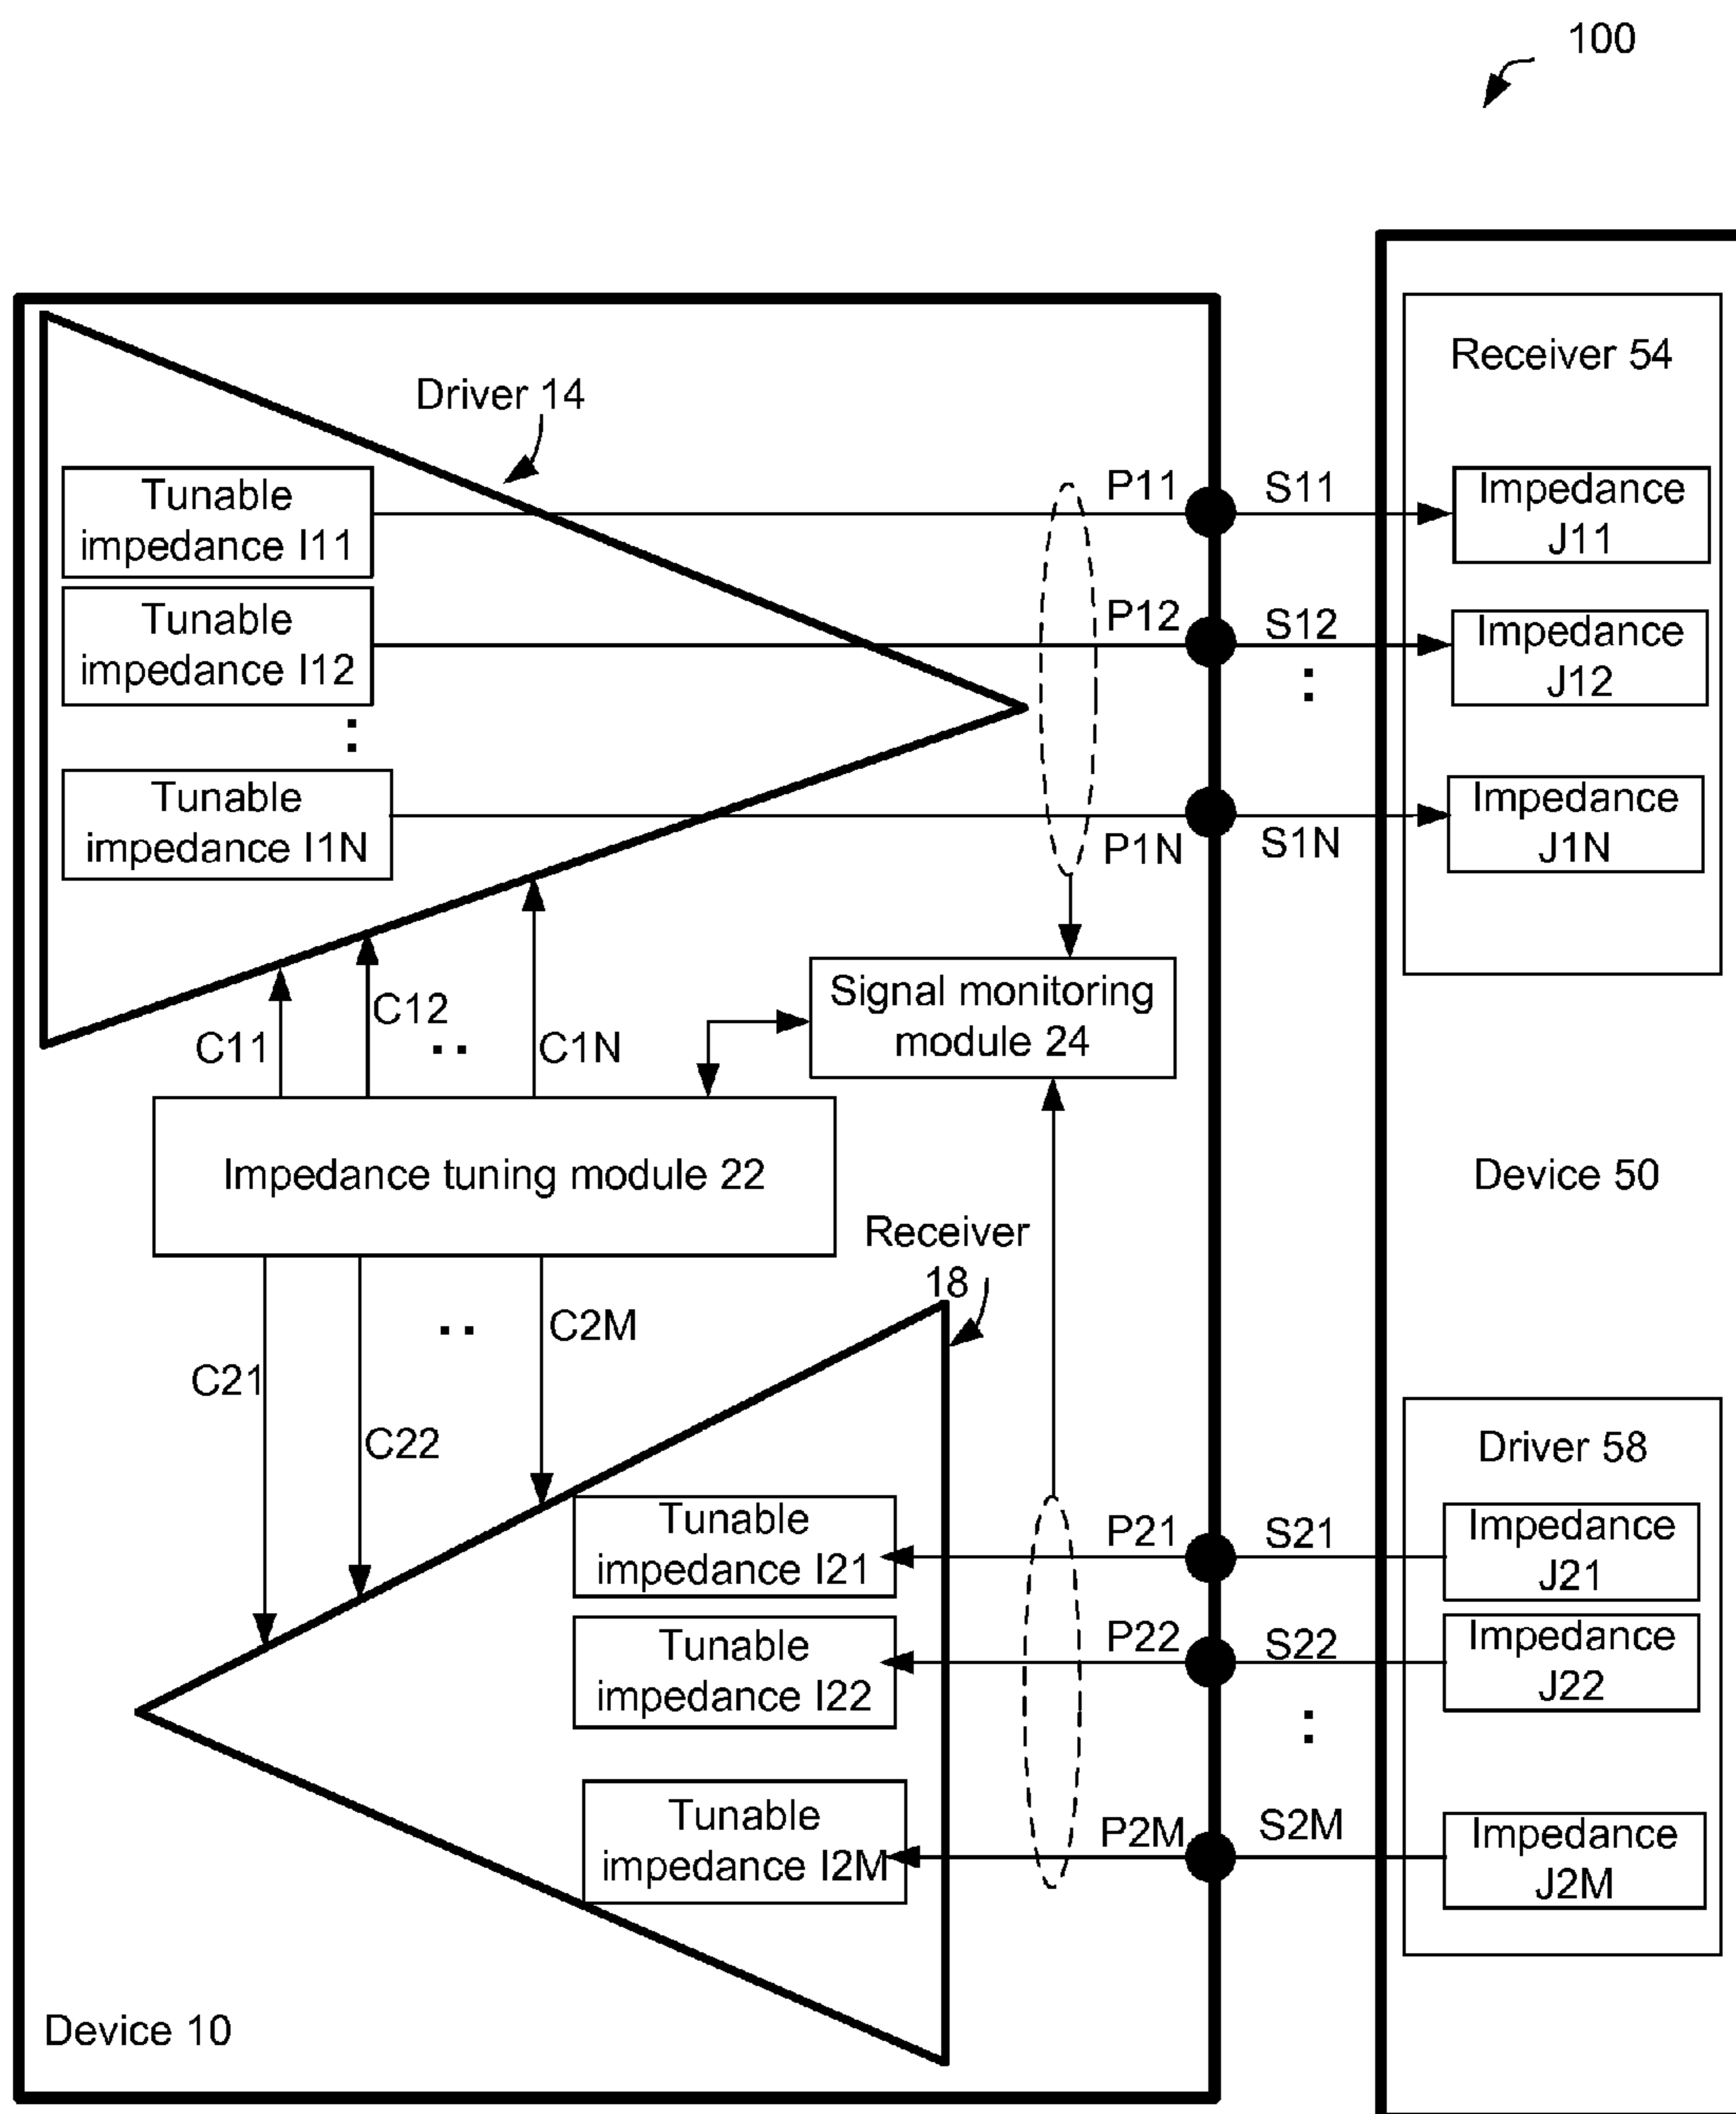 100
Driver 14
Tunable
impedance I11
Tunable
impedance I12
:
Tunable
impedance I1N
P11
S11
P12
S12
:
P1N
S1N
Receiver 54
Impedance
J11
Impedance
J12
Impedance
J1N
C11
C12
..
C1N
Signal monitoring
module 24
Impedance tuning module 22
Device 50
Receiver
18
C21
C22
..
C2M
Tunable
impedance I21
Tunable
impedance I22
Tunable
impedance I2M
P21
S21
P22
S22
:
P2M
S2M
Driver 58
Impedance
J21
Impedance
J22
Impedance
J2M
Device 10